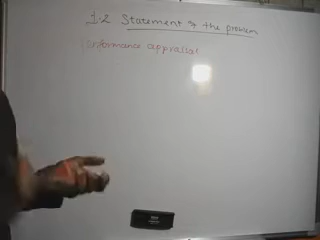 1.2 Statement of the problem
Performance appraisal